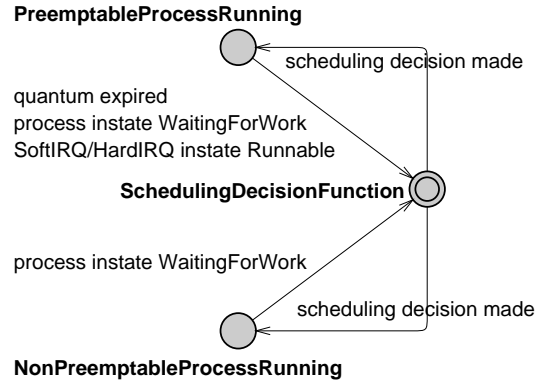 PreemptableProcessRunning
scheduling decision made
quantum expired
process instate WaitingForWork
SoftIRQ/HardIRQ instate Runnable
SchedulingDecisionFunction
process instate WaitingForWork
scheduling decision made
NonPreemptableProcessRunning